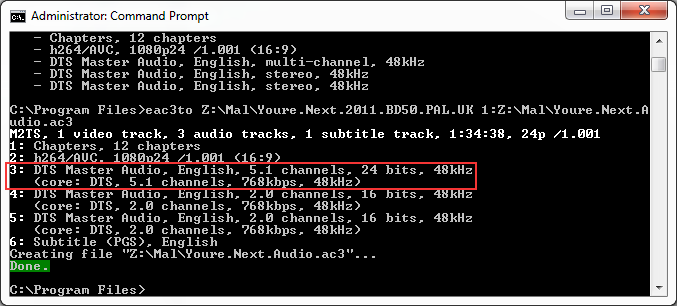 Administrator: Command Prompt
- Chapters, 12 chapters
- h264/AVC, 1080p24 /1.001 (16:9)
- DTS Master Audio, English, multi-channel, 48kHz
- DTS Master Audio, English, stereo, 48kHz
- DTS Master Audio, English, stereo, 48kHz
C:\Program Files>eac3to Z:\Mal\Youre.Next.2011.BD50.PAL.UK 1:Z:\Mal\Youre.Next.A
udio.ac3
M2TS, 1 video track, 3 audio tracks, 1 subtitle track, 1:34:38, 24p /1.001
1: Chapters, 12 chapters
2: h264/AVC, 1080p24 /1.001 (16:9)
3: DTS Master Audio, English, 5.1 channels, 24 bits, 48kHz
(core: DTS, 5.1 channels, 768kbps, 48kHz)
4: DTS Master Audio, English, 2.0 channels, 16 bits, 48kHz
(core: DTS, 2.0 channels, 768kbps, 48kHz)
5: DTS Master Audio, English, 2.0 channels, 16 bits, 48kHz
(core: DTS, 2.0 channels, 768kbps, 48kHz)
6: Subtitle (PGS), English
Creating file "Z:\Mal\Youre.Next.Audio.ac3"...
Done.
C:\Program Files>